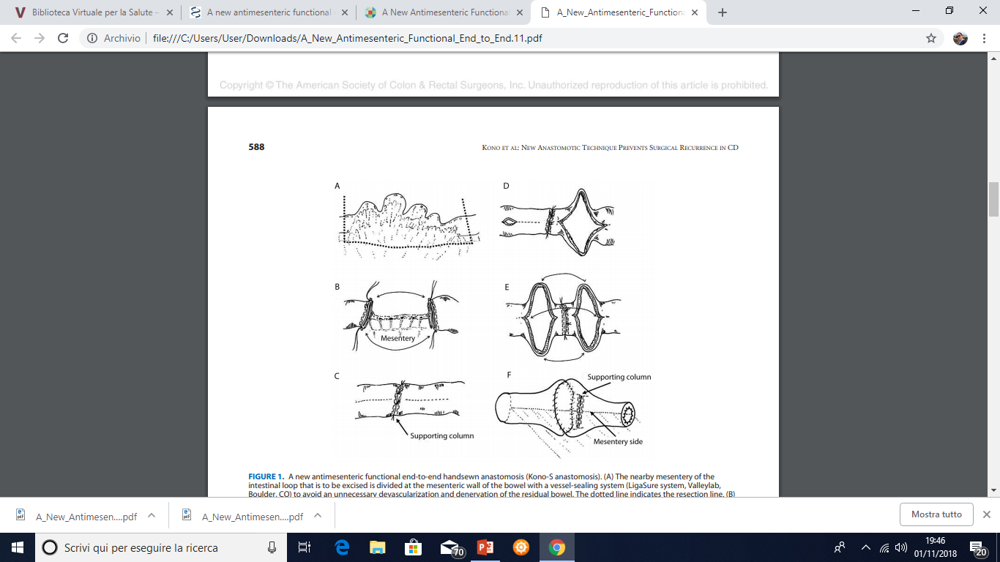 Biblioteca Virtuale per la Salute –
A new antimesenteric functional
A New Antimesenteric Functional
A_New_Antimesenteric_Function
Archivio | file:///C:/Users/User/Downloads/A_New_Antimesenteric_Functional_End_to_End.11.pdf
Copyright © The American Society of Colon & Rectal Surgeons, Inc. Unauthorized reproduction of this article is prohibited.
588
KONO ET AL: NEW ANASTOMOTIC TECHNIQUE PREVENTS SURGICAL RECURRENCE IN CD
A
D
B
Mesentery
E
C
Supporting column
F
Supporting column
Mesentery side
FIGURE 1. A new antimesenteric functional end-to-end handsewn anastomosis (Kono-S anastomosis). (A) The nearby mesentery of the
intestinal loop that is to be excised is divided at the mesenteric wall of the bowel with a vessel-sealing system (LigaSure system, Valleylab,
Boulder, CO) to avoid an unnecessary devascularization and denervation of the residual bowel. The dotted line indicates the resection line. (B)
A_New_Antimesen....pdf
A_New_Antimesen....pdf
Mostra tutto
Scrivi qui per eseguire la ricerca
70
19:46
01/11/2018
20